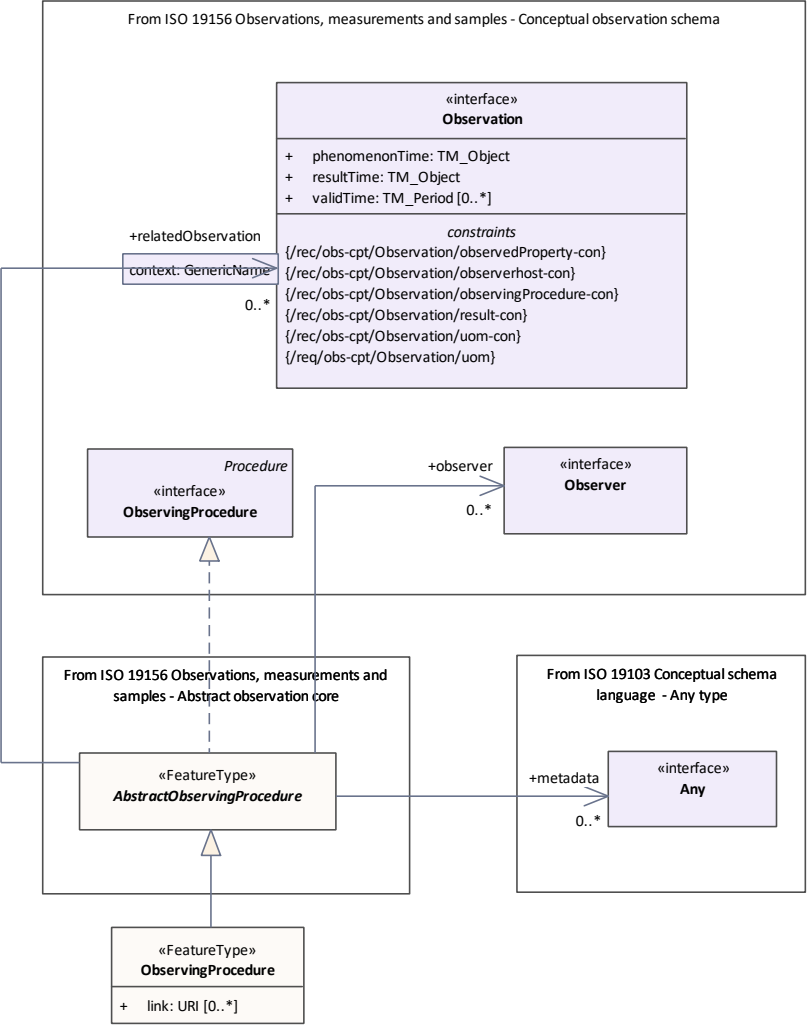 From ISO 19156 Observations, measurements and samples - Conceptual observation schema
«interface»
Observation
+ phenomenonTime: TM_Object
+ resultTime: TM_Object
+ validTime: TM_Period [0..*]
constraints
{/rec/obs-cpt/Observation/observedProperty-con}
{/rec/obs-cpt/Observation/observerhost-con}
{/rec/obs-cpt/Observation/observingProcedure-con}
{/rec/obs-cpt/Observation/result-con}
{/rec/obs-cpt/Observation/uom-con}
{/req/obs-cpt/Observation/uom}
+relatedObservation
context: GenericName
0..*
Procedure
«interface»
ObservingProcedure
+observer
0..*
«interface»
Observer
From ISO 19156 Observations, measurements and
samples - Abstract observation core
«FeatureType»
AbstractObservingProcedure
From ISO 19103 Conceptual schema
language - Any type
+metadata
0..*
«interface»
Any
«FeatureType»
ObservingProcedure
+ link: URI [0..*]